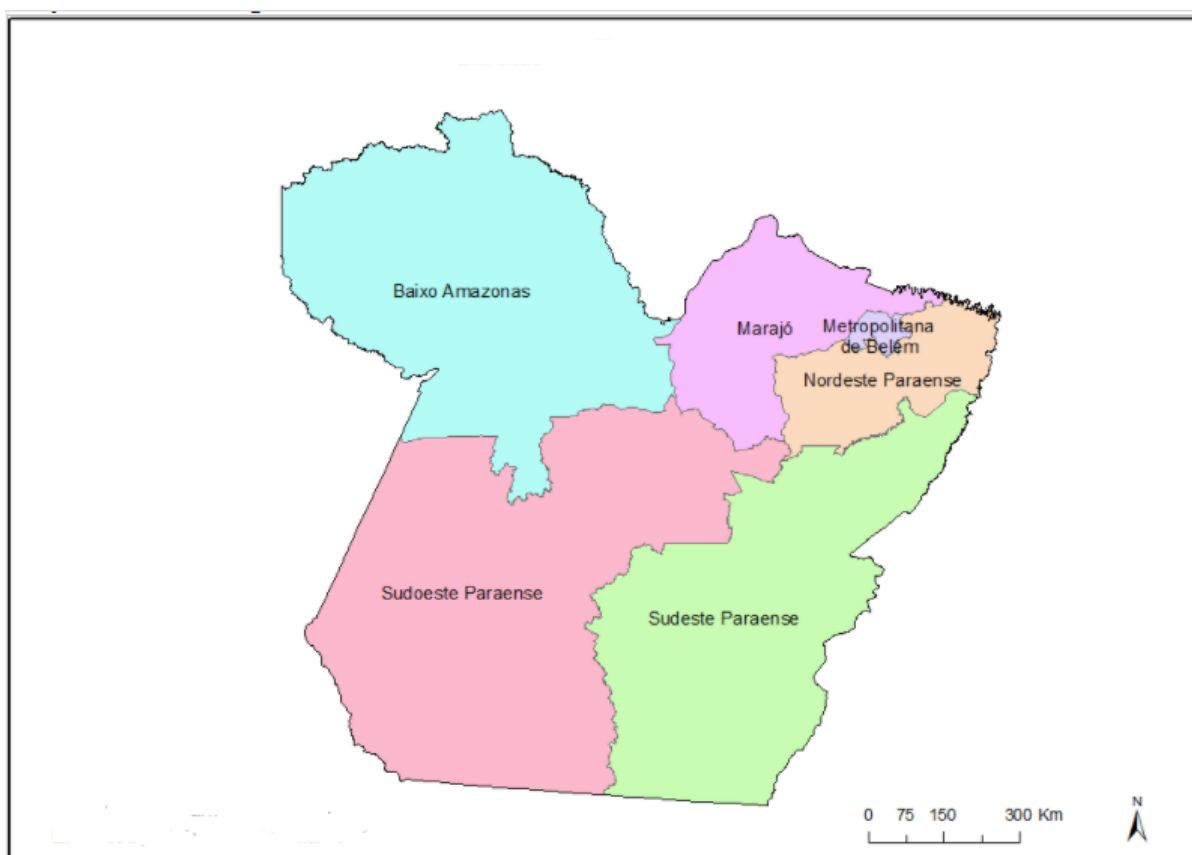 Baixo Amazonas
Marajó
Metropolitana
de Belém
Nordeste Paraense
Sudoeste Paraense
Sudeste Paraense
0 75 150 300 Km
N